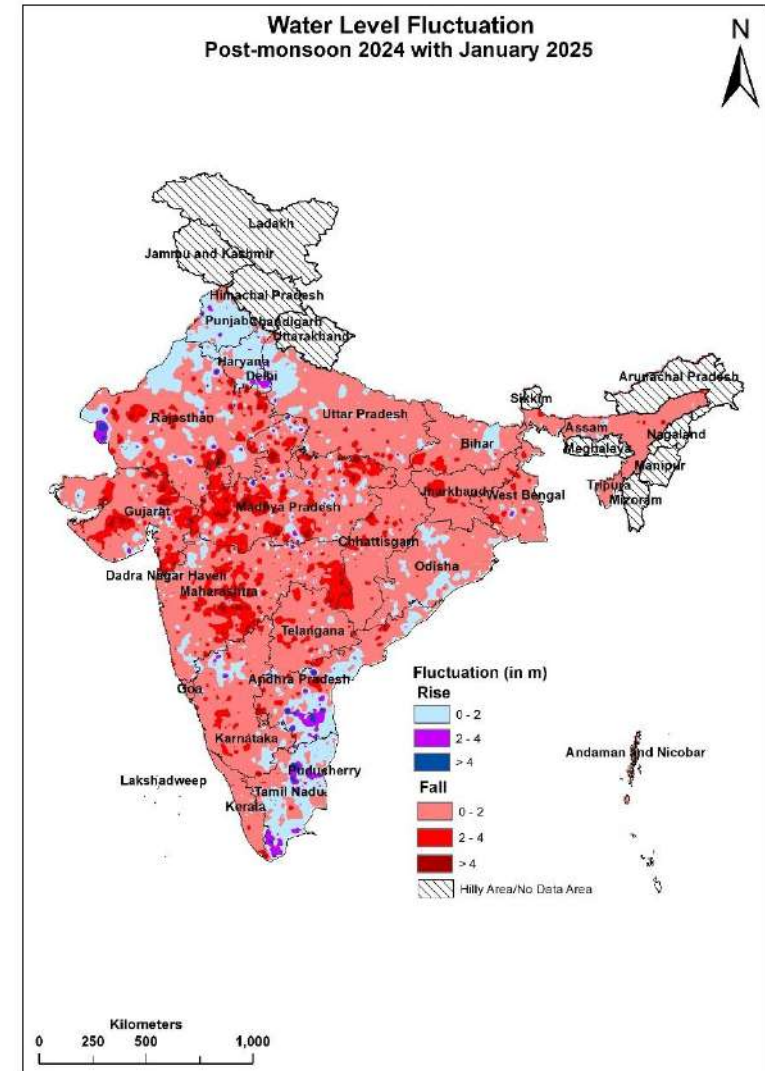 Water Level Fluctuation
Post-monsoon 2024 with January 2025
N
Ladakh
Jammu and Kashmir
Himachal Pradesh
Punjab
Chandigarh
Uttarakhand
Haryana
Delhi
Arunachal Pradesh
Sikkim
Rajasthan
Uttar Pradesh
Assam
Nagaland
Bihar
Meghalaya
Manipur
Tripura
Mizoram
Gujarat
Madhya Pradesh
Jharkhand
West Bengal
Chhattisgarh
Odisha
Dadra Nagar Haveli
Maharashtra
Telangana
Goa
Andhra Pradesh
Karnataka
Puducherry
Lakshadweep
Tamil Nadu
Kerala
Andaman and Nicobar
Fluctuation (in m)
Rise
0 - 2
2 - 4
> 4
Fall
0 - 2
2 - 4
> 4
Hilly Area/No Data Area
Kilometers
0 250 500 1,000